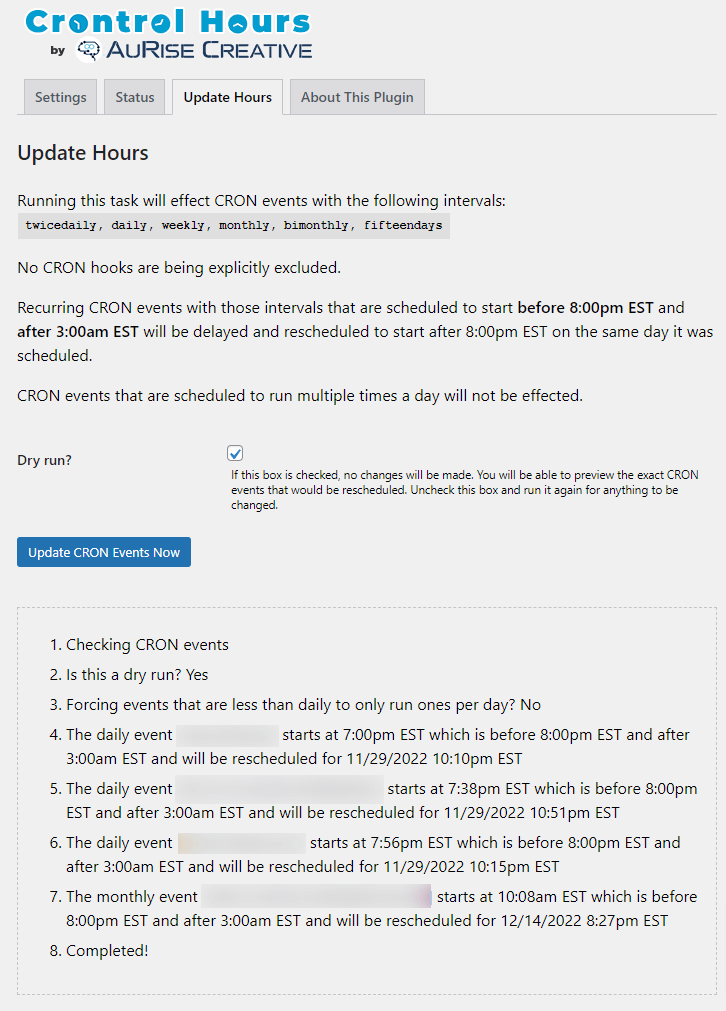 Crontrol Hours
by AuRise Creative
Settings Status Update Hours About This Plugin
Update Hours
Running this task will effect CRON events with the following intervals:
twicedaily, daily, weekly, monthly, bimonthly, fifteendays
No CRON hooks are being explicitly excluded.
Recurring CRON events with those intervals that are scheduled to start before 8:00pm EST and
after 3:00am EST will be delayed and rescheduled to start after 8:00pm EST on the same day it was
scheduled.
CRON events that are scheduled to run multiple times a day will not be effected.
Dry run?
If this box is checked, no changes will be made. You will be able to preview the exact CRON
events that would be rescheduled. Uncheck this box and run it again for anything to be
changed.
Update CRON Events Now
1. Checking CRON events
2. Is this a dry run? Yes
3. Forcing events that are less than daily to only run ones per day? No
4. The daily event starts at 7:00pm EST which is before 8:00pm EST and after
3:00am EST and will be rescheduled for 11/29/2022 10:10pm EST
5. The daily event starts at 7:38pm EST which is before 8:00pm
EST and after 3:00am EST and will be rescheduled for 11/29/2022 10:51pm EST
6. The daily event starts at 7:56pm EST which is before 8:00pm EST and
after 3:00am EST and will be rescheduled for 11/29/2022 10:15pm EST
7. The monthly event starts at 10:08am EST which is before
8:00pm EST and after 3:00am EST and will be rescheduled for 12/14/2022 8:27pm EST
8. Completed!